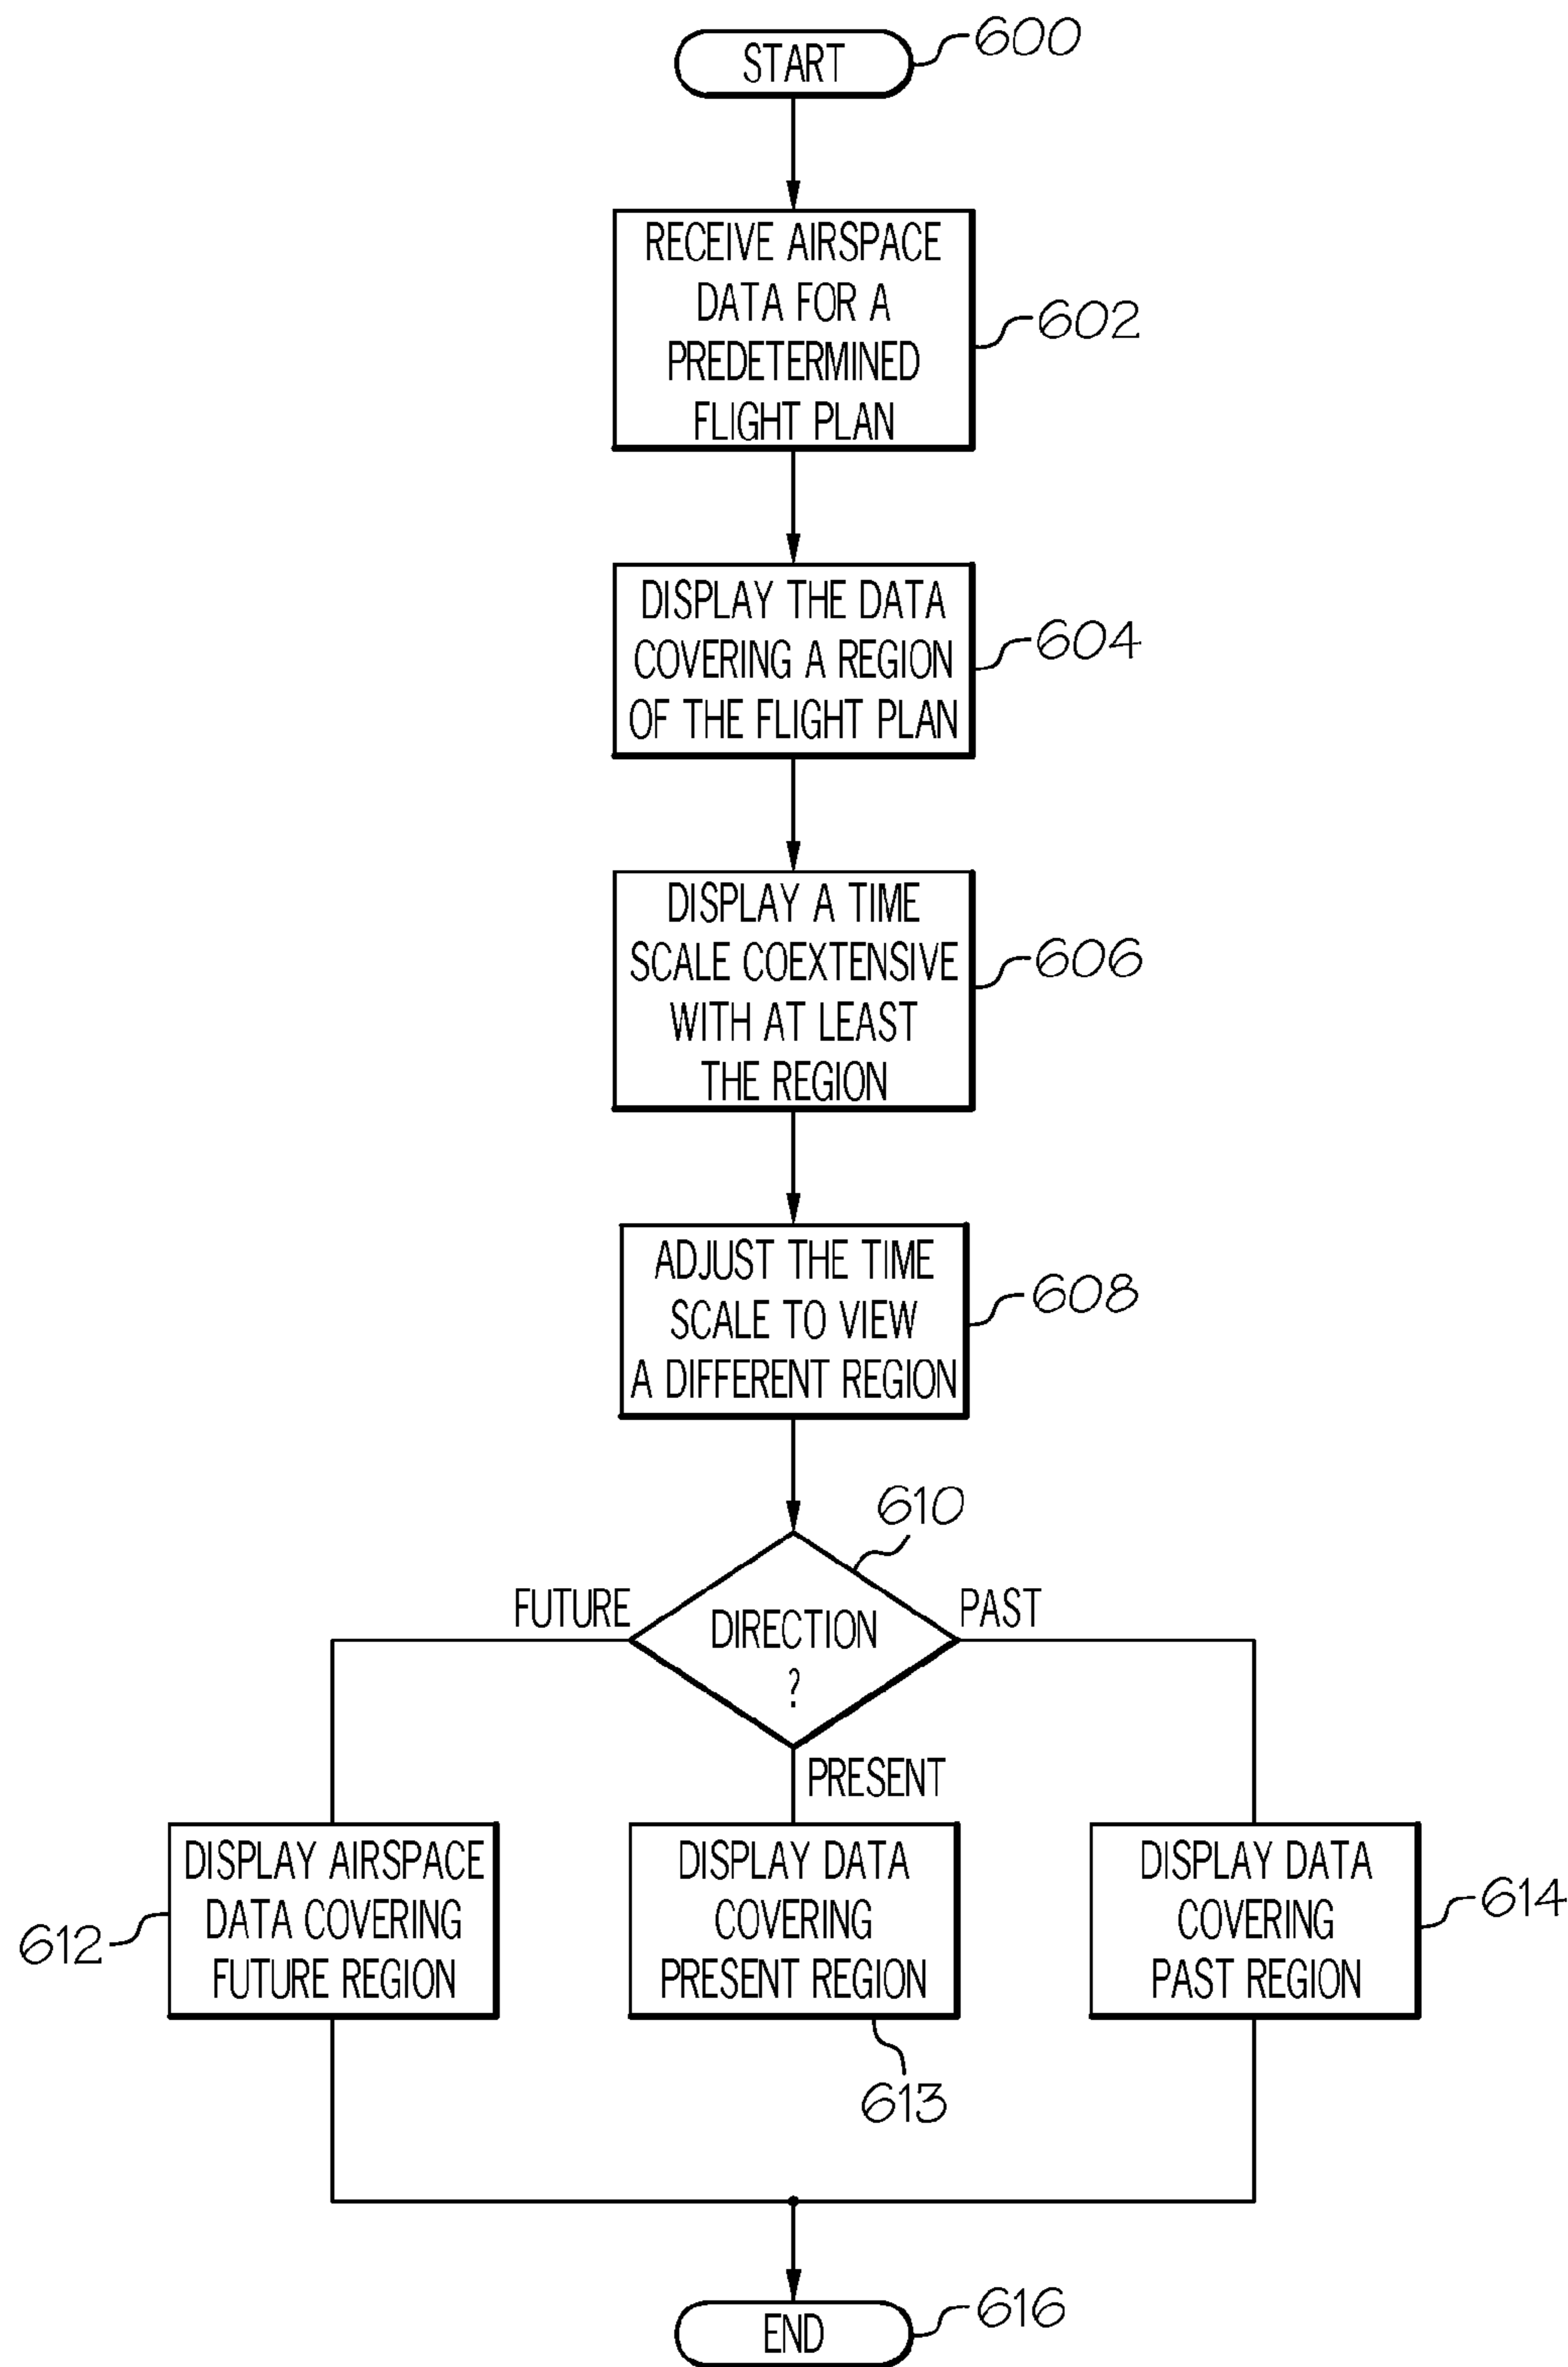 START
600
RECEIVE AIRSPACE
DATA FOR A
PREDETERMINED
FLIGHT PLAN
602
DISPLAY THE DATA
COVERING A REGION
OF THE FLIGHT PLAN
604
DISPLAY A TIME
SCALE COEXTENSIVE
WITH AT LEAST
THE REGION
606
ADJUST THE TIME
SCALE TO VIEW
A DIFFERENT REGION
608
610
FUTURE
DIRECTION
?
PAST
PRESENT
DISPLAY AIRSPACE
DATA COVERING
FUTURE REGION
612
DISPLAY DATA
COVERING
PRESENT REGION
613
DISPLAY DATA
COVERING
PAST REGION
614
END
616